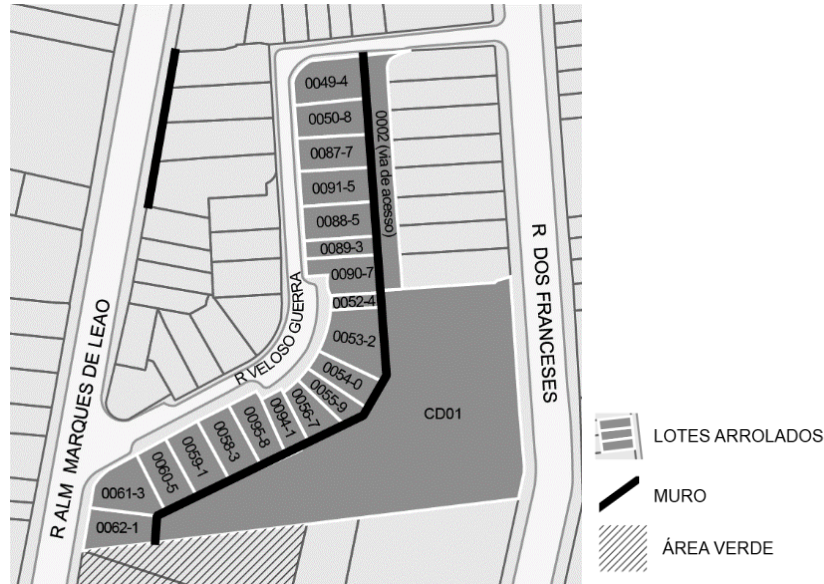 0049-4
0050-8
0087-7
0091-5
0088-5
0089-3
0090-7
0052-4
0053-2
0054-0
0055-9
0056-7
0094-1
0095-8
0058-3
0059-1
0060-5
0061-3
0062-1
0002 (via de acesso)
CD01
R VELOSO GUERRA
R ALM MARQUES DE LEAO
R DOS FRANCESES
LOTES ARROLADOS
MURO
ÁREA VERDE